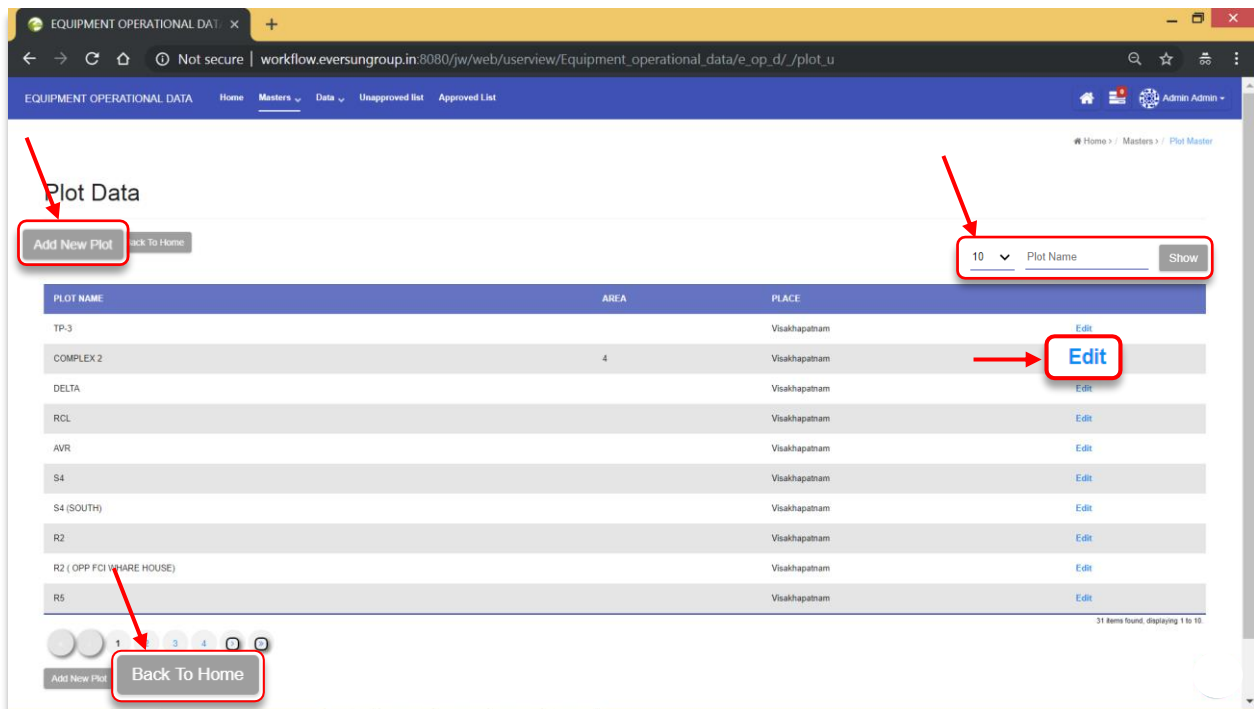 EQUIPMENT OPERATIONAL DAT
Not secure | workflow.eversungroup.in:8080/jw/web/userview/Equipment_operational_data/e_op_d/_/plot_u
EQUIPMENT OPERATIONAL DATA Home Masters Data Unapproved list Approved List Admin Admin
Home > / Masters > / Plot Master
Plot Data
Add New Plot Back To Home
10 Plot Name Show
PLOT NAME AREA PLACE
TP-3 Visakhapatnam Edit
COMPLEX 2 4 Visakhapatnam Edit
DELTA Visakhapatnam Edit
RCL Visakhapatnam Edit
AVR Visakhapatnam Edit
S4 Visakhapatnam Edit
S4 (SOUTH) Visakhapatnam Edit
R2 Visakhapatnam Edit
R2 ( OPP FCI WHARE HOUSE) Visakhapatnam Edit
R5 Visakhapatnam Edit
31 items found, displaying 1 to 10.
1 2 3 4
Add New Plot Back To Home